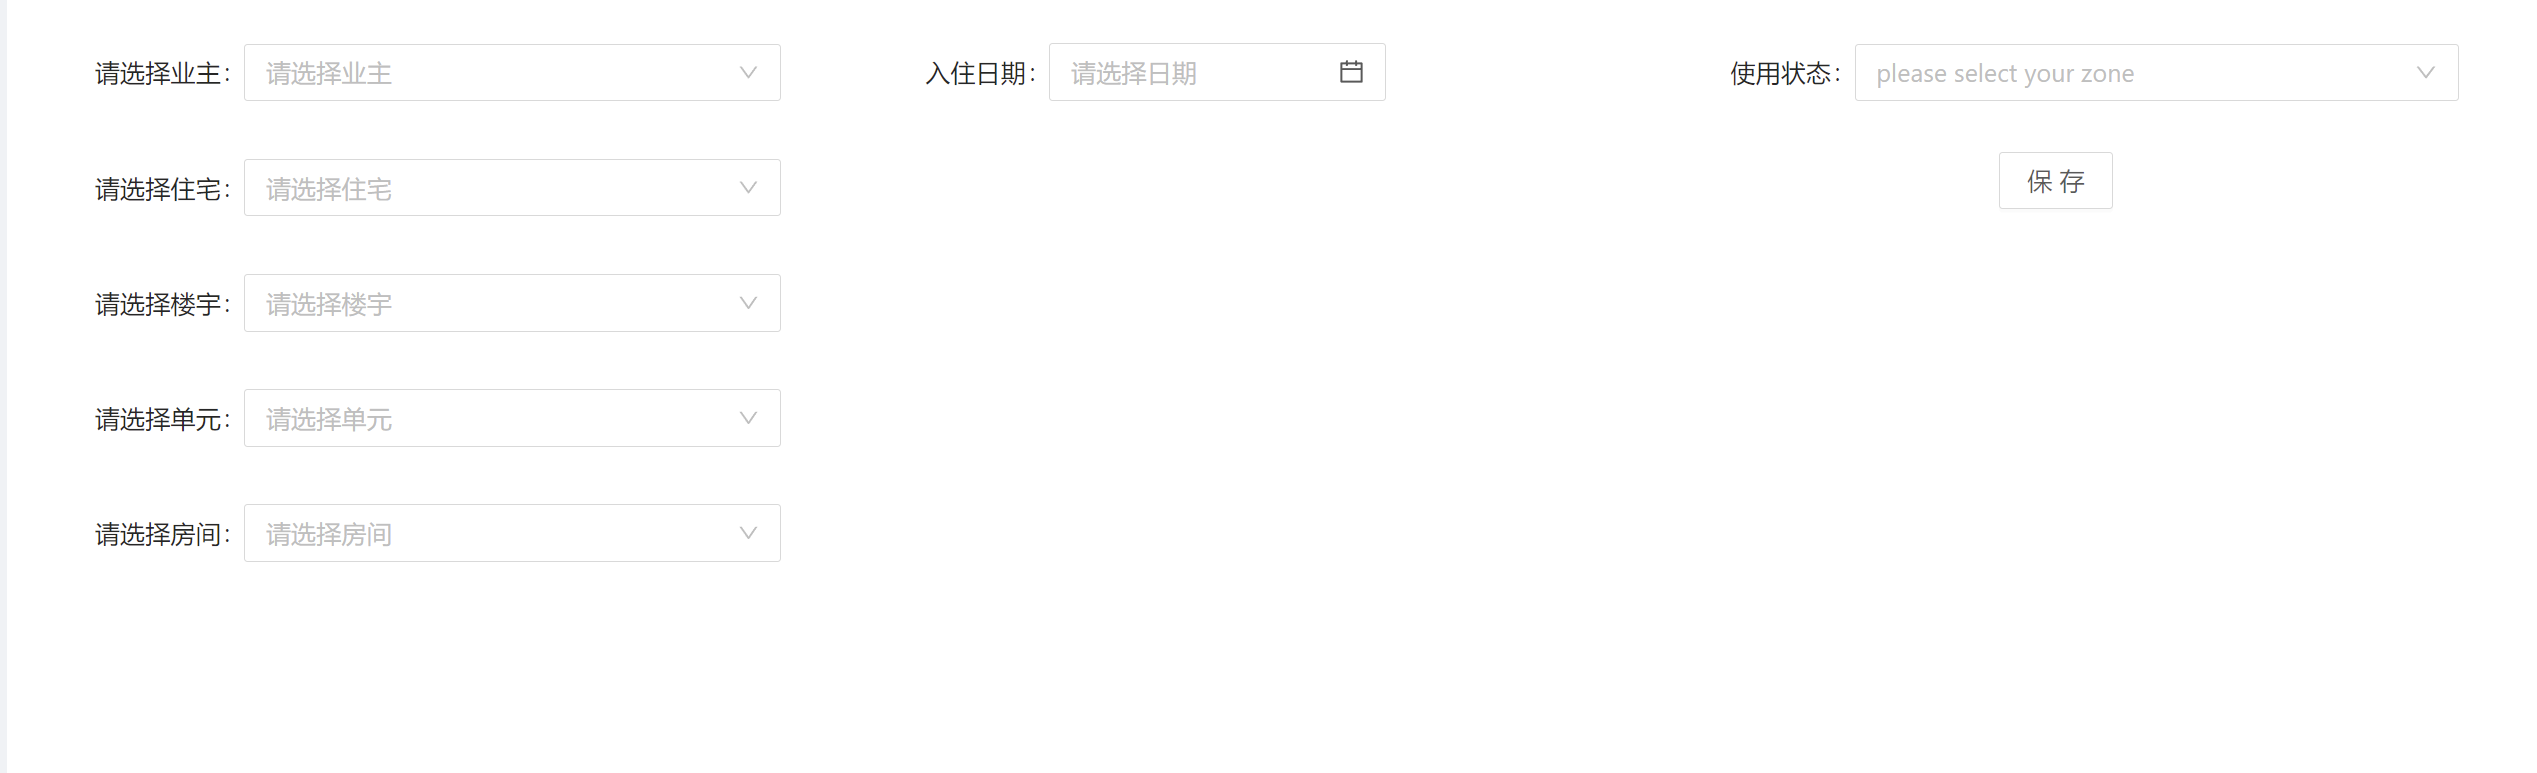 请选择业主: 请选择业主 入住日期: 请选择日期 使用状态: please select your zone
请选择住宅: 请选择住宅 保 存
请选择楼宇: 请选择楼宇
请选择单元: 请选择单元
请选择房间: 请选择房间